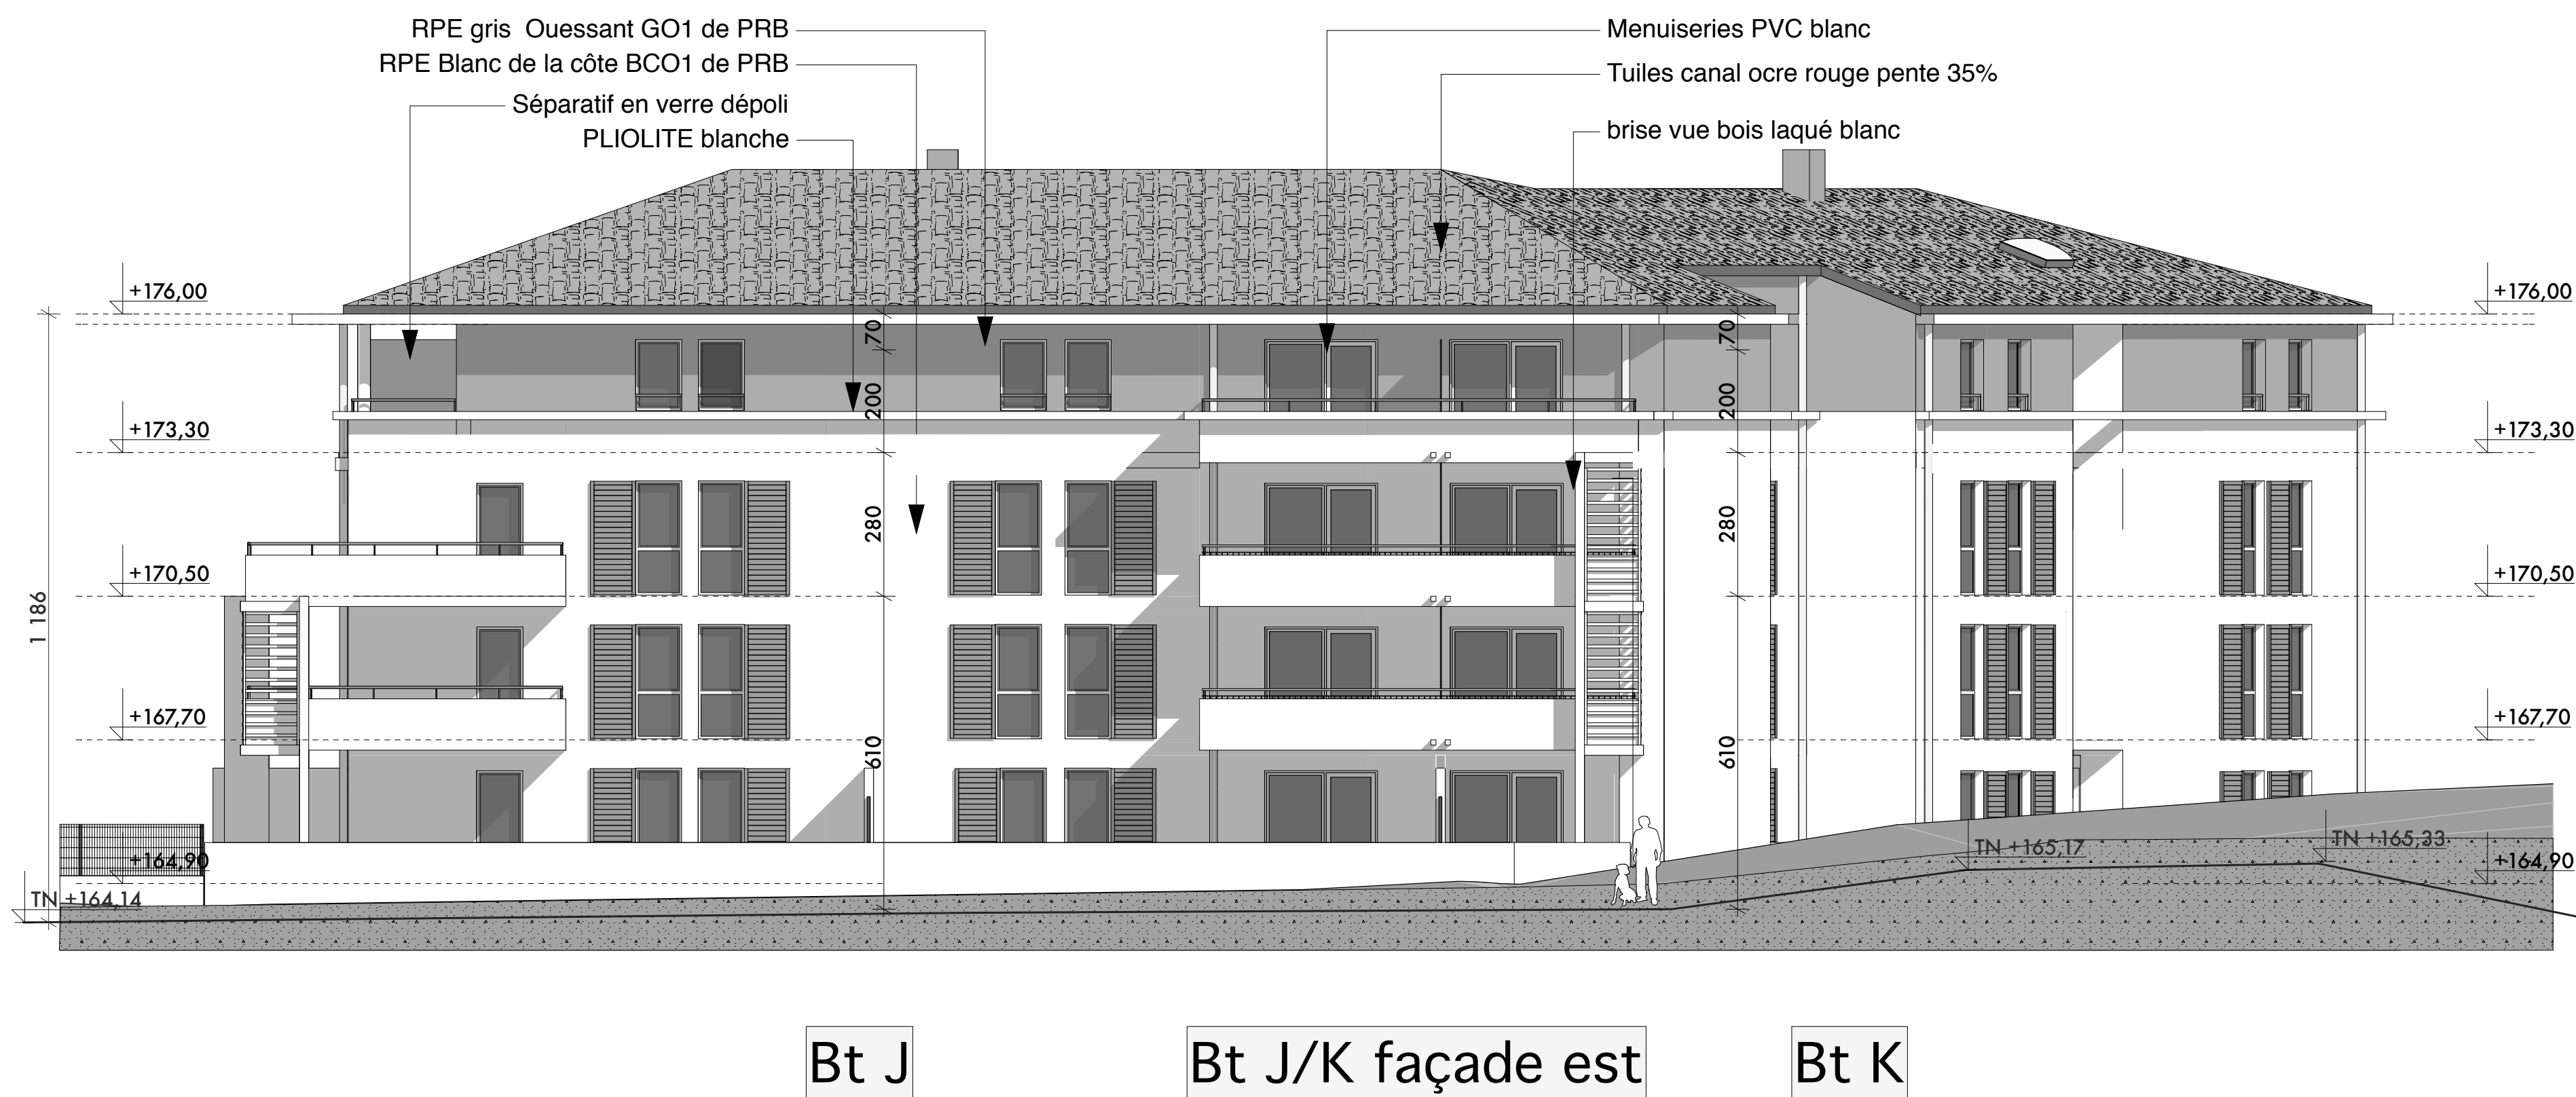 RPE gris  Ouessant GO1 de PRB
RPE Blanc de la côte BCO1 de PRB
Séparatif en verre dépoli
PLIOLITE blanche
Menuiseries PVC blanc
Tuiles canal ocre rouge pente 35%
brise vue bois laqué blanc
+176,00
+176,00
70
70
200
200
+173,30
+173,30
280
280
+170,50
+170,50
1 186
+167,70
+167,70
610
610
+164,90
TN +165,17
TN +165,33
+164,90
TN +164,14
Bt J
Bt J/K façade est
Bt K